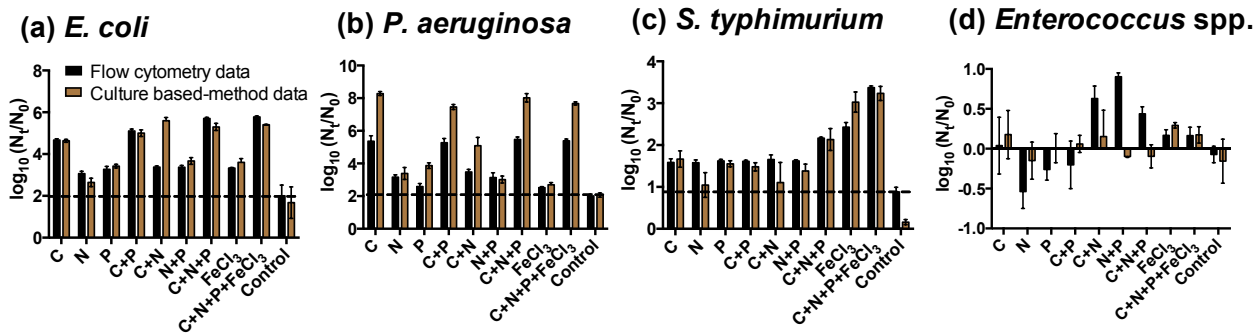 (a) E. coli
Flow cytometry data
Culture based-method data
log10 (Nt/N0)
8
6
4
2
0
C
N
P
C+P
C+N
N+P
C+N+P
FeCl3
C+N+P+FeCl3
Control
(b) P. aeruginosa
log10 (Nt/N0)
10
8
6
4
2
0
C
N
P
C+P
C+N
N+P
C+N+P
FeCl3
C+N+P+FeCl3
Control
(c) S. typhimurium
log10 (Nt/N0)
4
3
2
1
0
C
N
P
C+P
C+N
N+P
C+N+P
FeCl3
C+N+P+FeCl3
Control
(d) Enterococcus spp.
log10 (Nt/N0)
1.0
0.5
0.0
-0.5
-1.0
C
N
P
C+P
C+N
N+P
C+N+P
FeCl3
C+N+P+FeCl3
Control